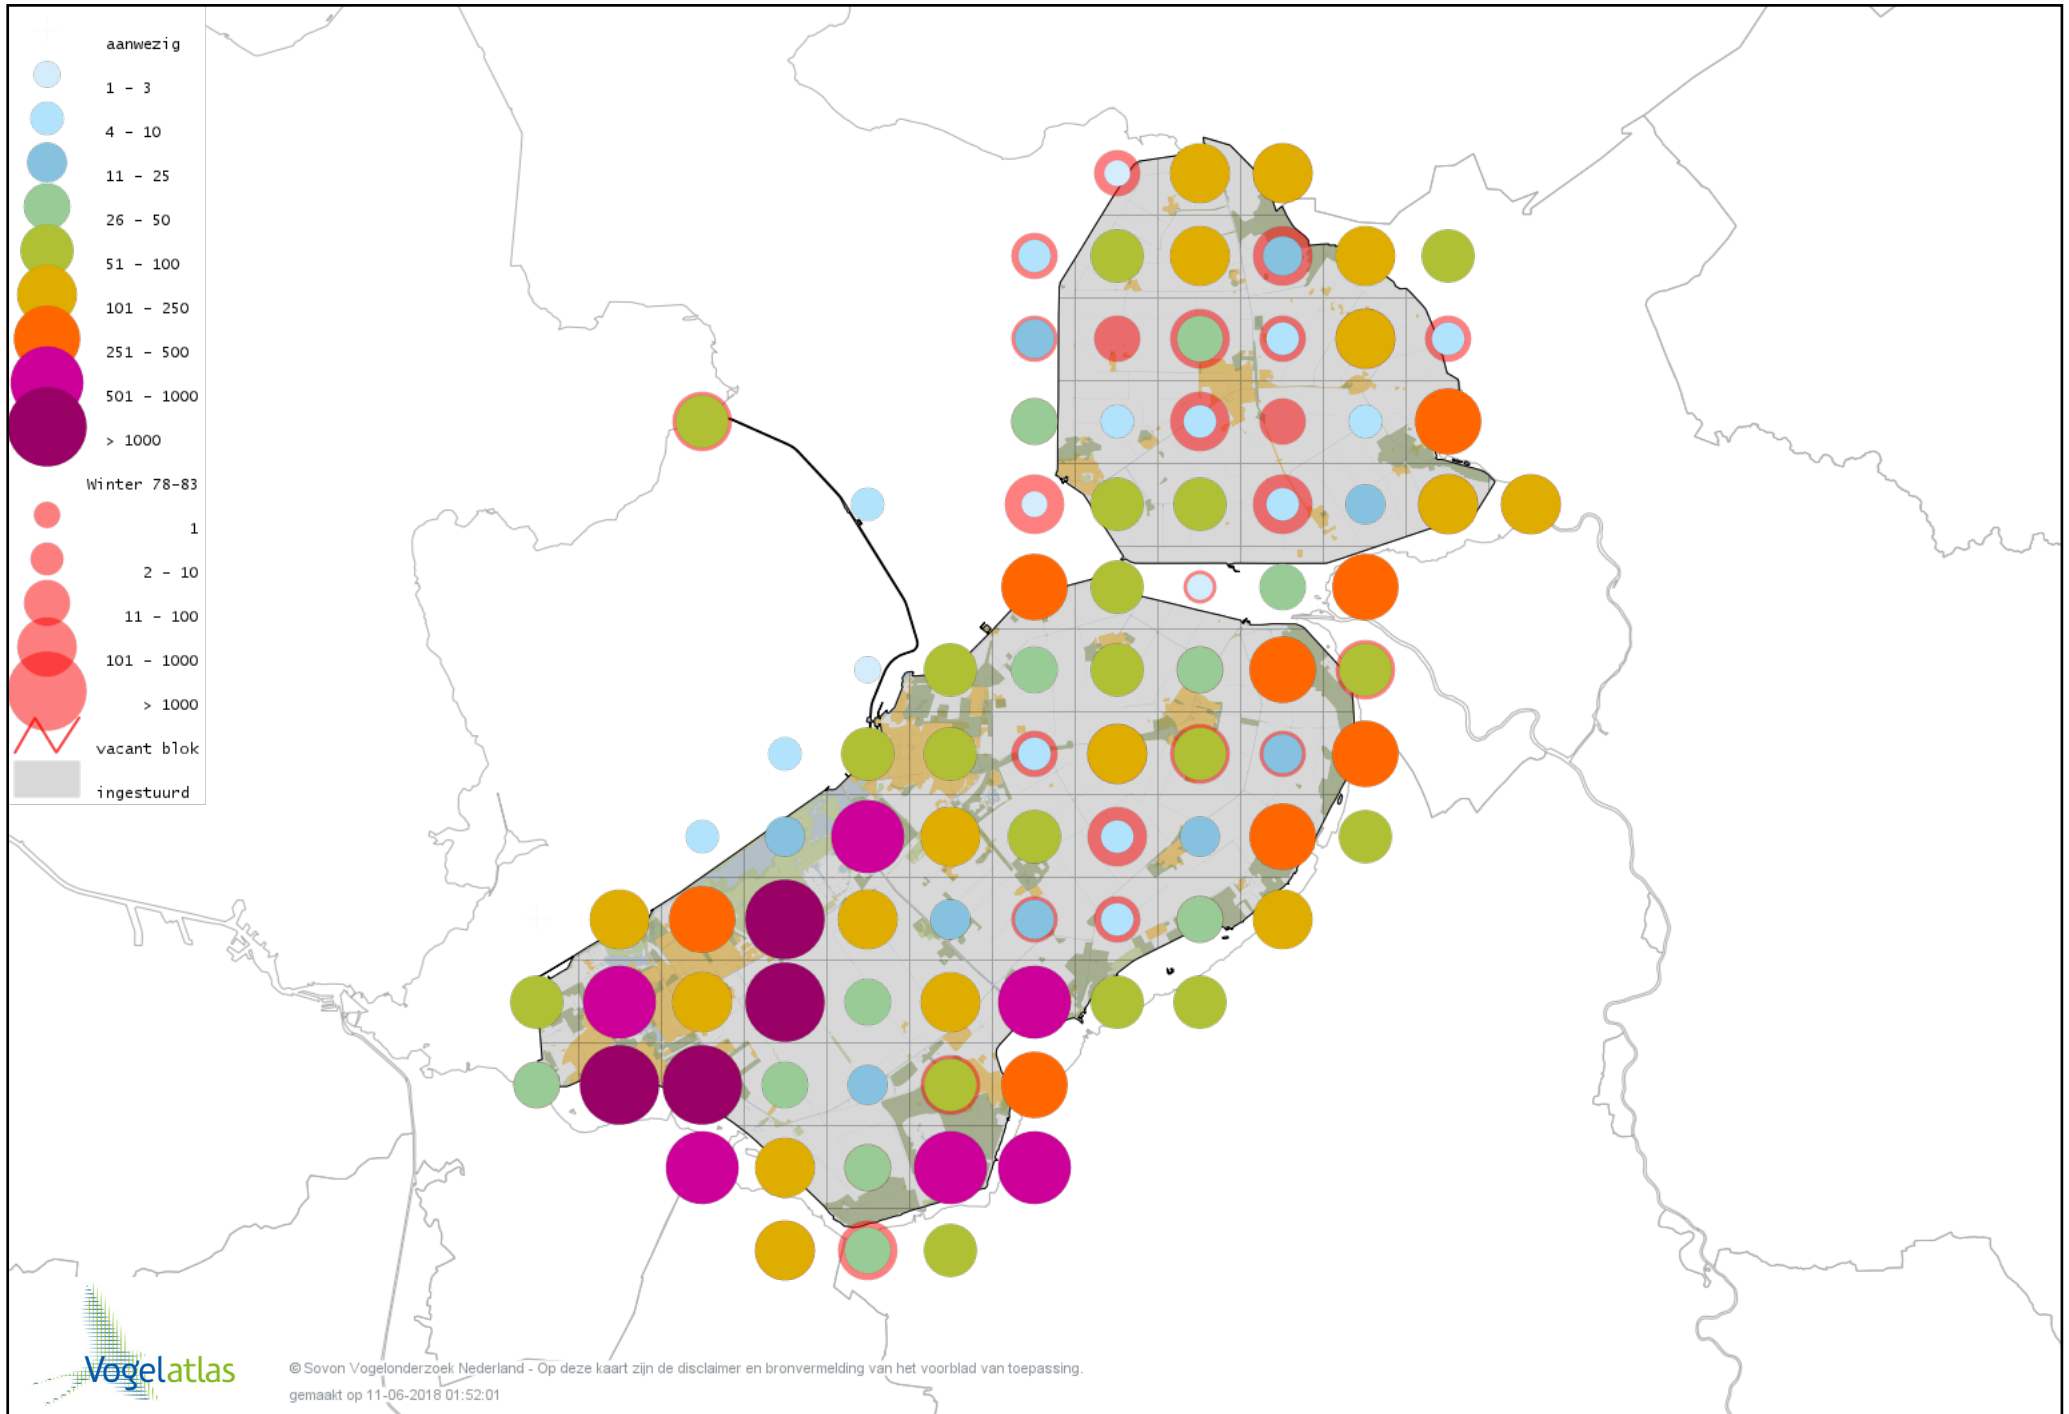 aanwezig
1 - 3
4 - 10
11 - 25
26 - 50
51 - 100
101 - 250
251 - 500
501 - 1000
> 1000
Winter 78-83
1
2 - 10
11 - 100
101 - 1000
> 1000
vacant blok
ingestuurd
Vogelatlas
© Sovon Vogelonderzoek Nederland - Op deze kaart zijn de disclaimer en bronvermelding van het voorblad van toepassing.
gemaakt op 11-06-2018 01:52:01